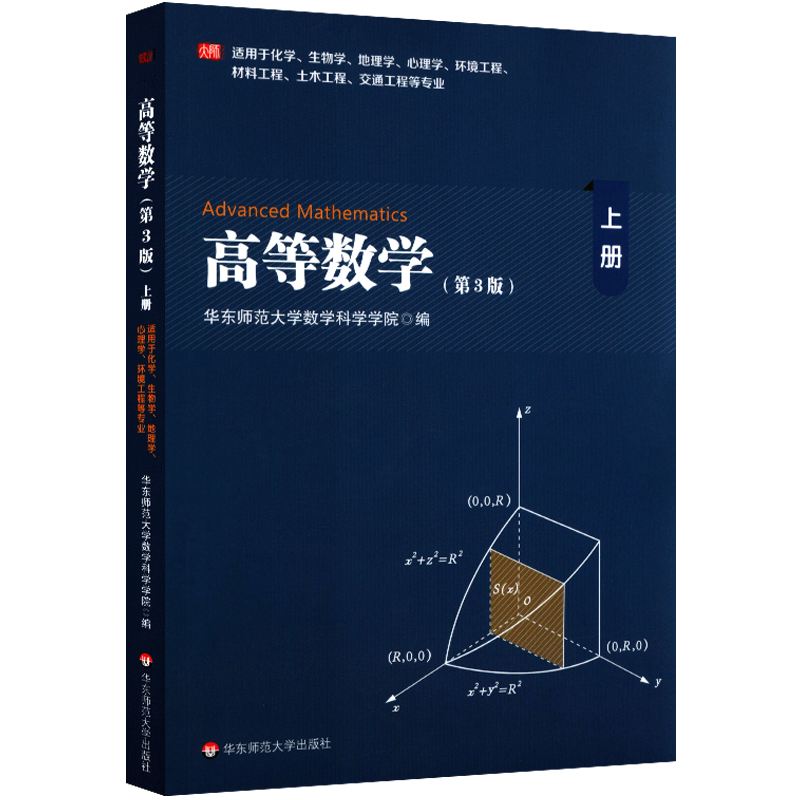 大师
适用于化学、生物学、地理学、心理学、环境工程、
材料工程、土木工程、交通工程等专业
Advanced Mathematics
高等数学(第3版)
上册
华东师范大学数学科学学院◎编
z
(0,0,R)
x²+z²=R²
S(x)
O
(R,0,0)
(0,R,0)
x²+y²=R²
x
y
华东师范大学出版社
高等数学(第3版)上册
适用于化学、生物学、地理学、
心理学、环境工程等专业
华东师范大学数学科学学院◎编
华东师范大学出版社